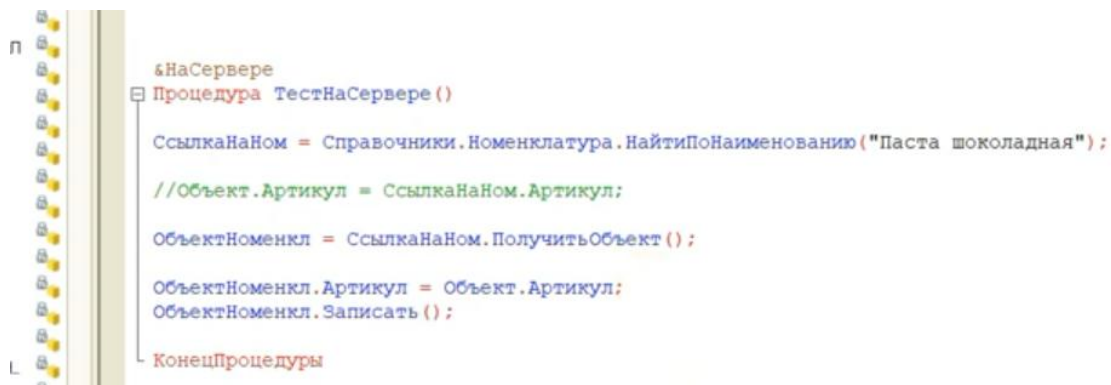 &НаСервере
Процедура ТестНаСервере()
СсылкаНаНом = Справочники.Номенклатура.НайтиПоНаименованию("Паста шоколадная");
//Объект.Артикул = СсылкаНаНом.Артикул;
ОбъектНоменкл = СсылкаНаНом.ПолучитьОбъект();
ОбъектНоменкл.Артикул = Объект.Артикул;
ОбъектНоменкл.Записать();
КонецПроцедуры